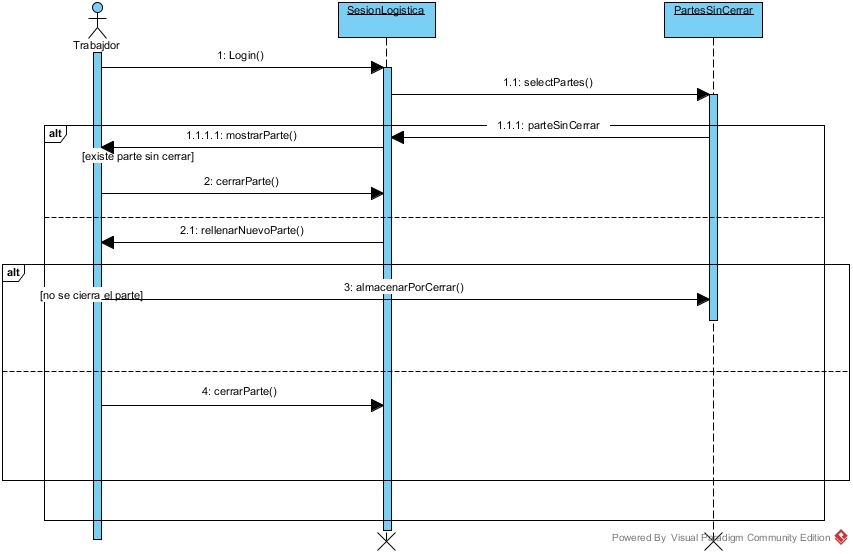 SesionLogistica
PartesSinCerrar
Trabajdor
1: Login()
1.1: selectPartes()
alt
1.1.1: parteSinCerrar
1.1.1.1: mostrarParte()
[existe parte sin cerrar]
2: cerrarParte()
2.1: rellenarNuevoParte()
alt
[no se cierra el parte]
3: almacenarPorCerrar()
4: cerrarParte()
Powered By Visual Paradigm Community Edition